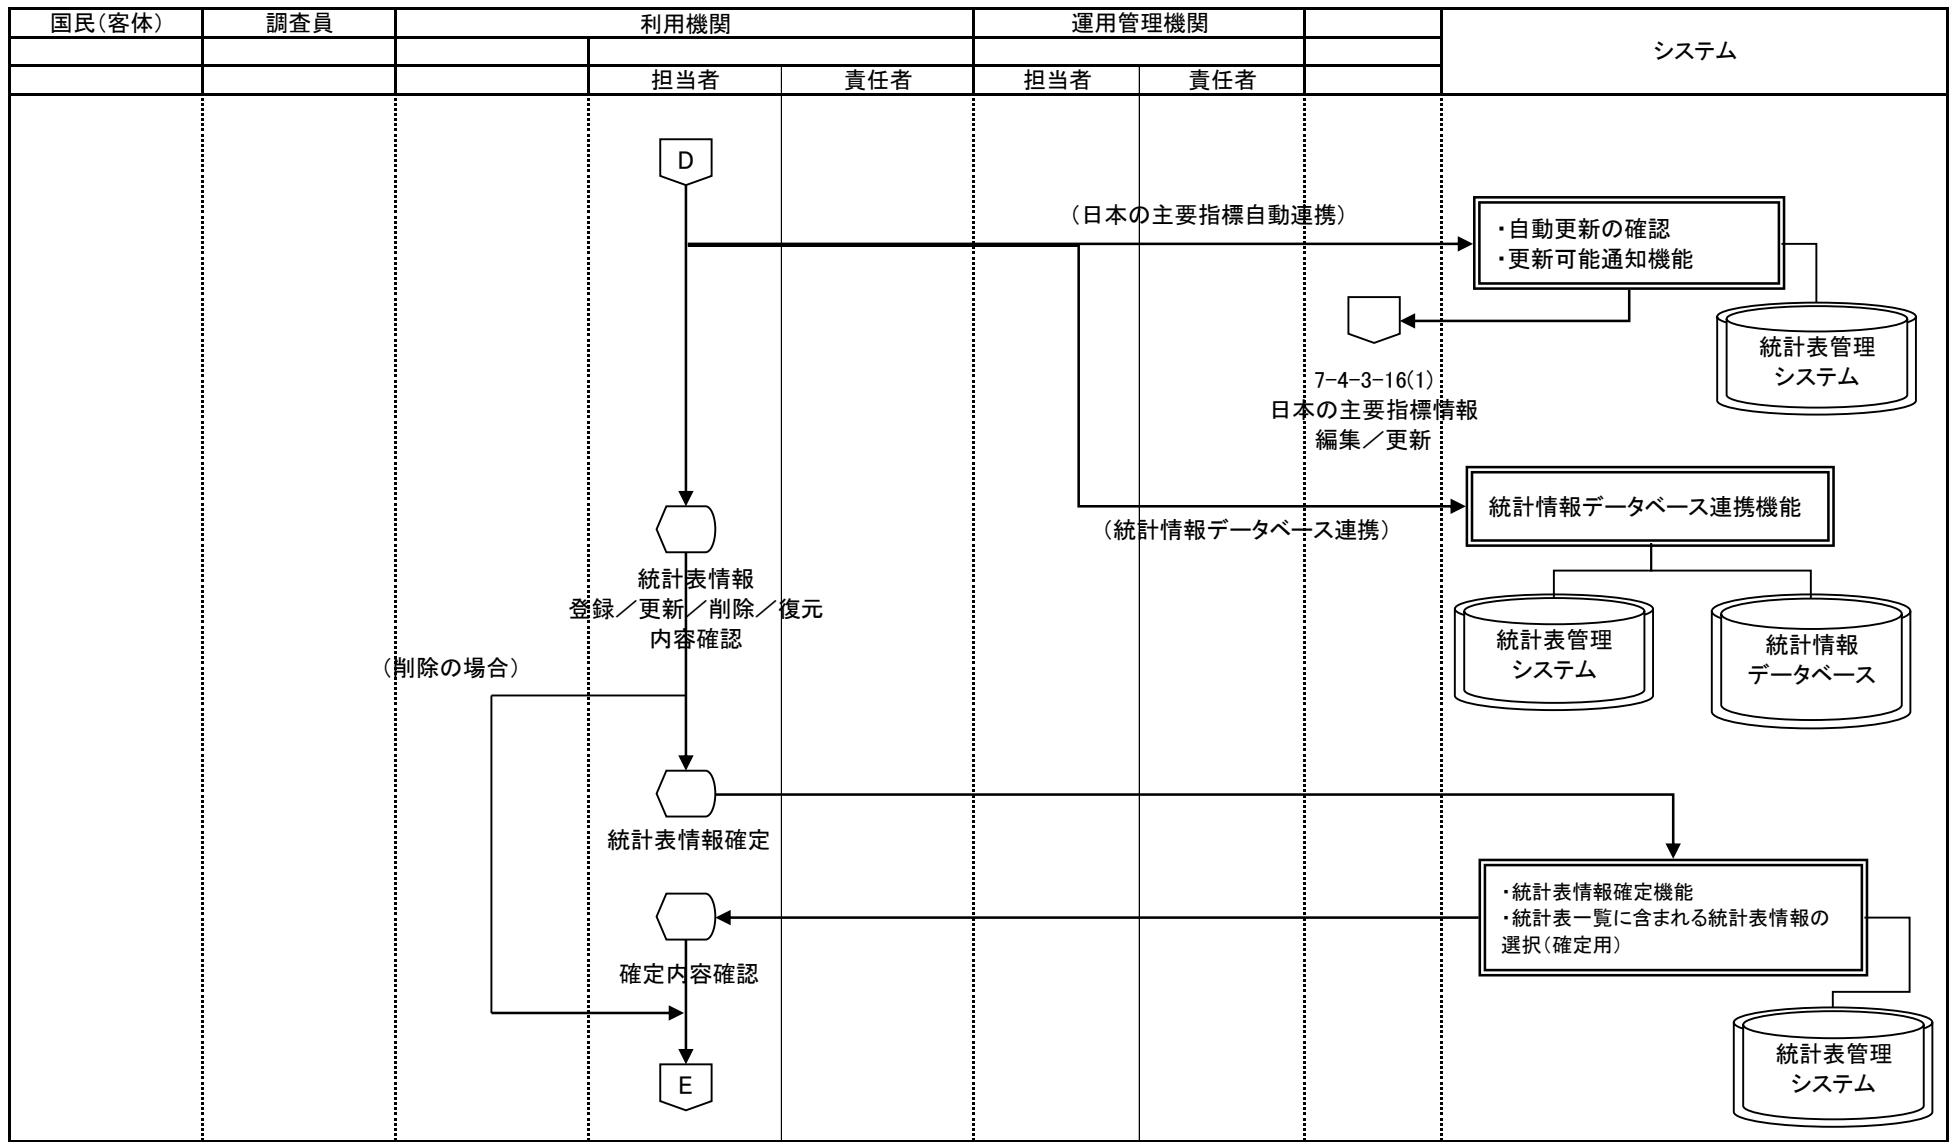 国民(客体)
調査員
利用機関
運用管理機関
システム
担当者
責任者
担当者
責任者
D
(日本の主要指標自動連携)
・自動更新の確認
・更新可能通知機能
統計表管理
システム
7-4-3-16(1)
日本の主要指標情報
編集/更新
統計情報データベース連携機能
(統計情報データベース連携)
統計表情報
登録/更新/削除/復元
内容確認
統計表管理
システム
統計情報
データベース
(削除の場合)
統計表情報確定
・統計表情報確定機能
・統計表一覧に含まれる統計表情報の
選択(確定用)
確定内容確認
統計表管理
システム
E